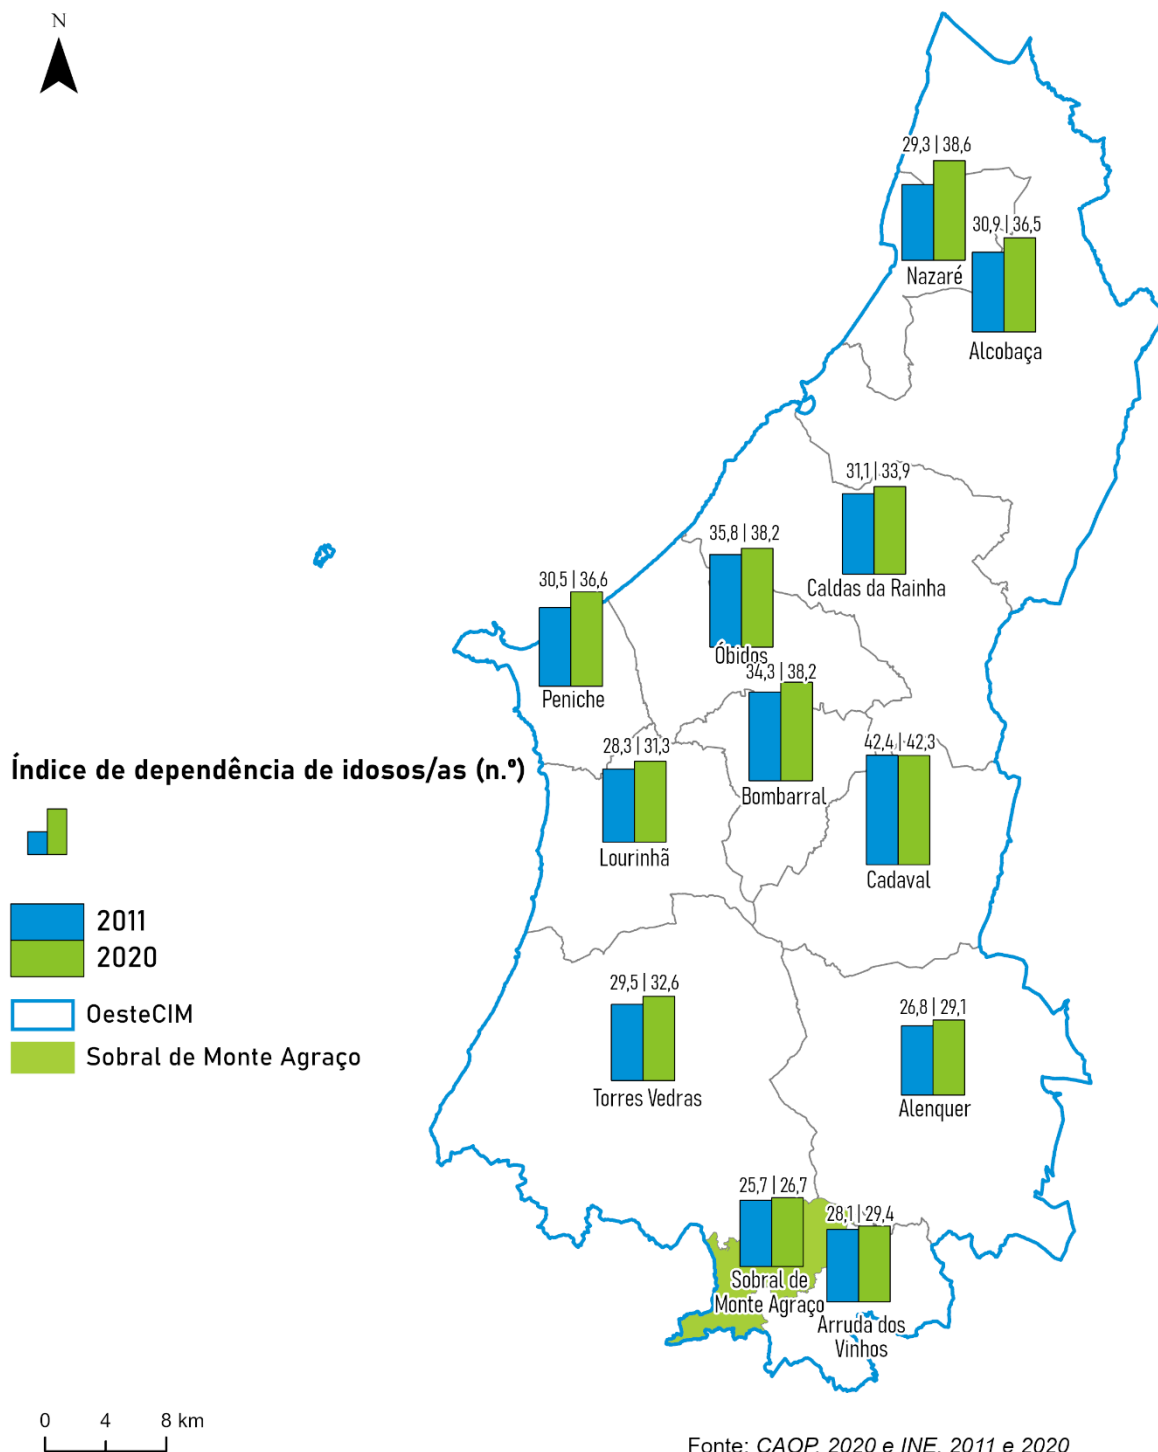 N
29,3 | 38,6
Nazaré
30,9 | 36,5
Alcobaça
31,1 | 33,9
Caldas da Rainha
35,8 | 38,2
Óbidos
30,5 | 36,6
Peniche
34,3 | 38,2
Bombarral
28,3 | 31,3
Lourinhã
42,4 | 42,3
Cadaval
Índice de dependência de idosos/as (n.º)
2011
2020
OesteCIM
Sobral de Monte Agraço
29,5 | 32,6
Torres Vedras
26,8 | 29,1
Alenquer
25,7 | 26,7
Sobral de
Monte Agraço
28,1 | 29,4
Arruda dos
Vinhos
0 4 8 km
Fonte: CAOP, 2020 e INE, 2011 e 2020